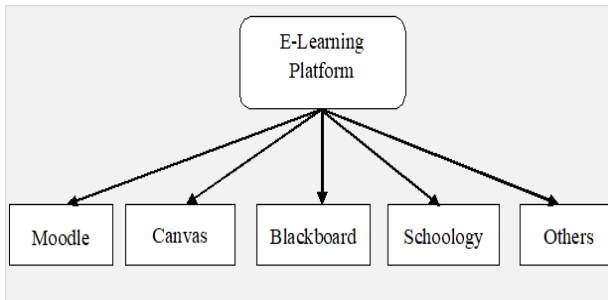 E-Learning
Platform
Moodle
Canvas
Blackboard
Schoology
Others